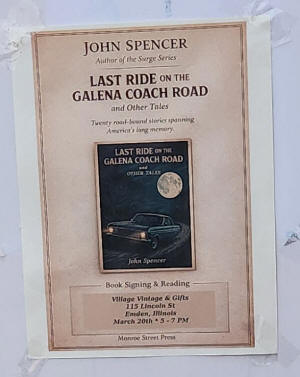 JOHN SPENCER
Author of the Surge Series
LAST RIDE ON THE
GALENA COACH ROAD
and Other Tales
Twenty road-bound stories spanning
America's long memory.
LAST RIDE ON THE
GALENA COACH ROAD
and
OTHER TALES
John Spencer
Book Signing & Reading
Village Vintage & Gifts
115 Lincoln St
Emden, Illinois
March 20th * 5 - 7 PM
Monroe Street Press